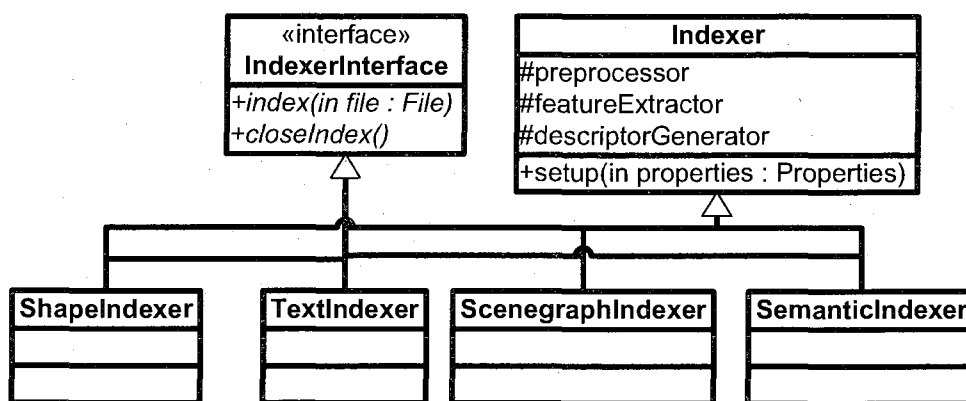 «interface»
IndexerInterface
+index(in file : File)
+closeIndex()
Indexer
#preprocessor
#featureExtractor
#descriptorGenerator
+setup(in properties : Properties)
ShapeIndexer
TextIndexer
ScenegraphIndexer
SemanticIndexer